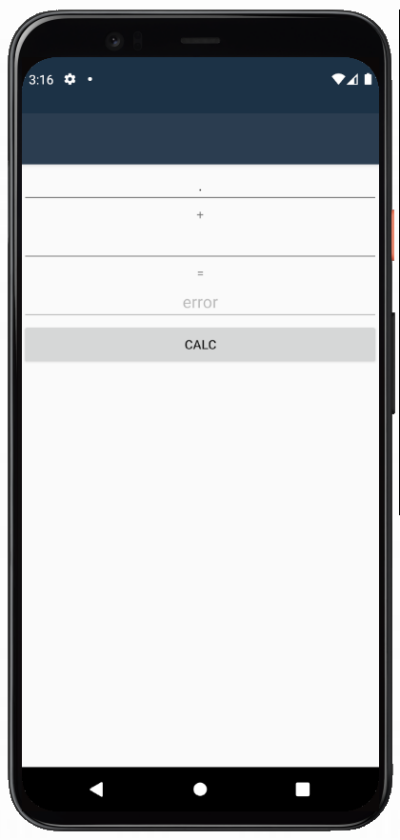 3:16
.
+
=
error
CALC